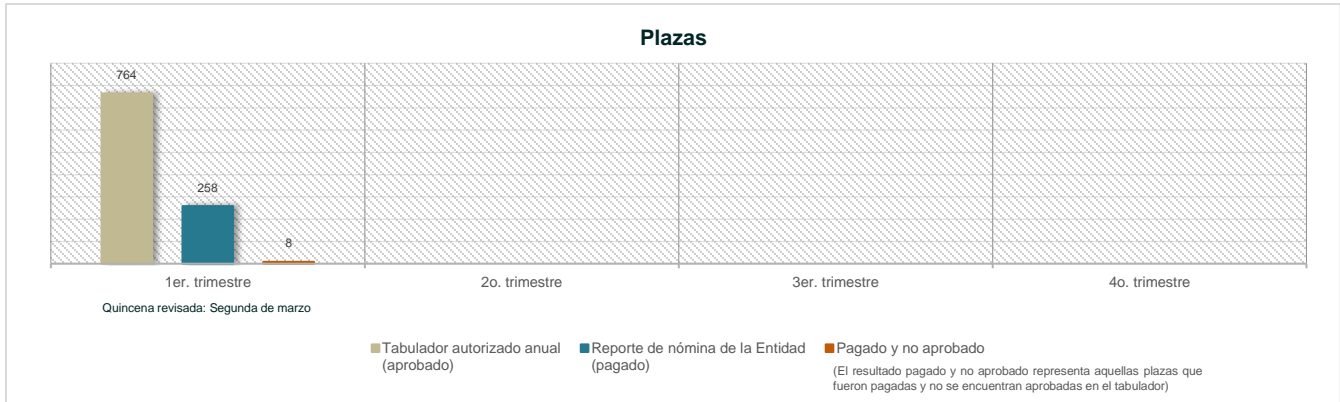 Plazas
764
258
8
1er. trimestre
2o. trimestre
3er. trimestre
4o. trimestre
Quincena revisada: Segunda de marzo
Tabulador autorizado anual
(aprobado)
Reporte de nómina de la Entidad
(pagado)
Pagado y no aprobado
(El resultado pagado y no aprobado representa aquellas plazas que
fueron pagadas y no se encuentran aprobadas en el tabulador)